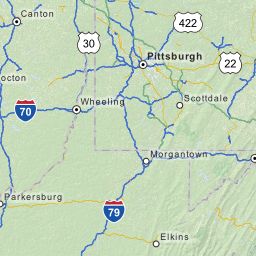 Canton
422
30
Pittsburgh
22
octon
Scottdale
70
Wheeling
Morgantown
Parkersburg
79
Elkins